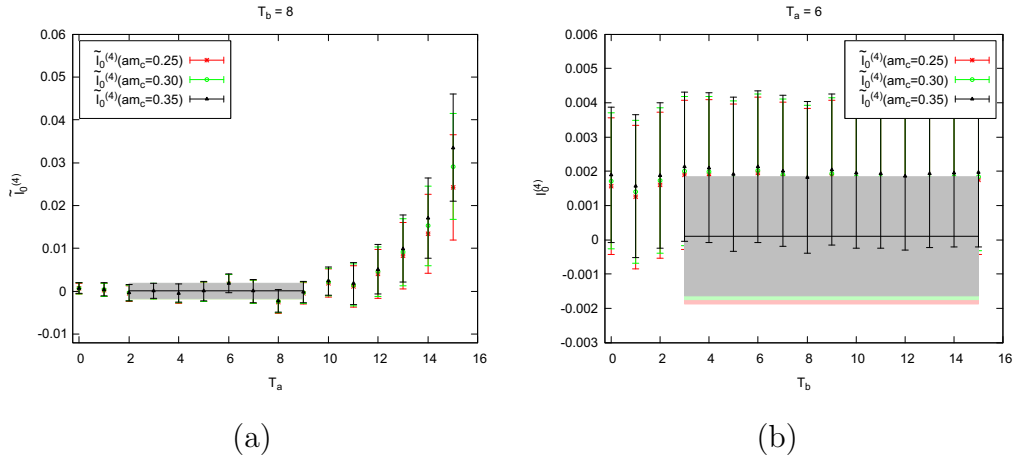 T_b = 8
0.06
0.05
0.04
0.03
0.02
0.01
0
-0.01
Ĩ_0^(4)
Ĩ_0^(4)(am_c=0.25)
Ĩ_0^(4)(am_c=0.30)
Ĩ_0^(4)(am_c=0.35)
0 2 4 6 8 10 12 14 16
T_a
(a)
T_a = 6
0.006
0.005
0.004
0.003
0.002
0.001
0
-0.001
-0.002
-0.003
Ĩ_0^(4)
Ĩ_0^(4)(am_c=0.25)
Ĩ_0^(4)(am_c=0.30)
Ĩ_0^(4)(am_c=0.35)
0 2 4 6 8 10 12 14 16
T_b
(b)